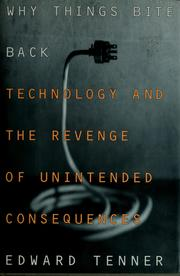 WHY THINGS BITE
BACK
TECHNOLOGY AND
THE REVENGE
OF UNINTENDED
CONSEQUENCES
EDWARD TENNER